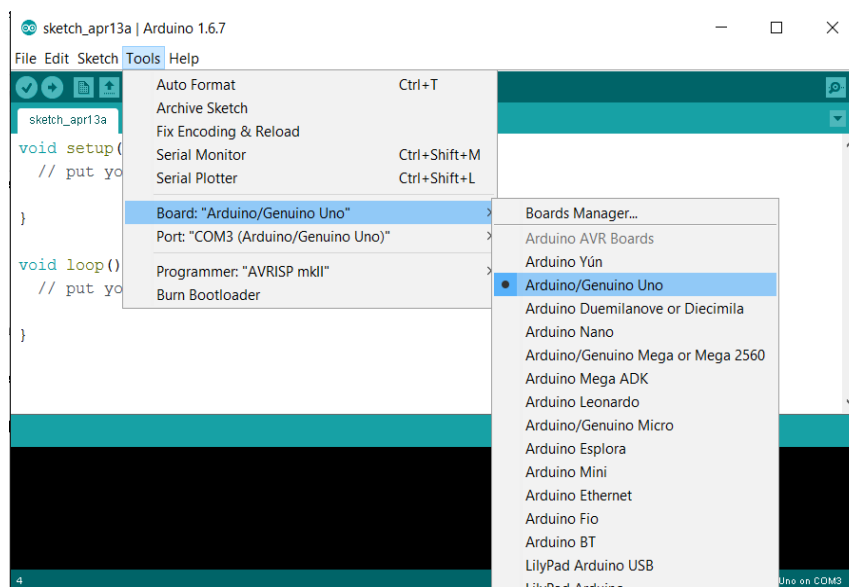 sketch_apr13a | Arduino 1.6.7
File Edit Sketch Tools Help
sketch_apr13a
void setup(
// put yo
}
void loop()
// put yo
}
Auto Format Ctrl+T
Archive Sketch
Fix Encoding & Reload
Serial Monitor Ctrl+Shift+M
Serial Plotter Ctrl+Shift+L
Board: "Arduino/Genuino Uno"
Port: "COM3 (Arduino/Genuino Uno)"
Programmer: "AVRISP mkII"
Burn Bootloader
Boards Manager...
Arduino AVR Boards
Arduino Yún
Arduino/Genuino Uno
Arduino Duemilanove or Diecimila
Arduino Nano
Arduino/Genuino Mega or Mega 2560
Arduino Mega ADK
Arduino Leonardo
Arduino/Genuino Micro
Arduino Esplora
Arduino Mini
Arduino Ethernet
Arduino Fio
Arduino BT
LilyPad Arduino USB
LilyPad Arduino
4 Uno on COM3